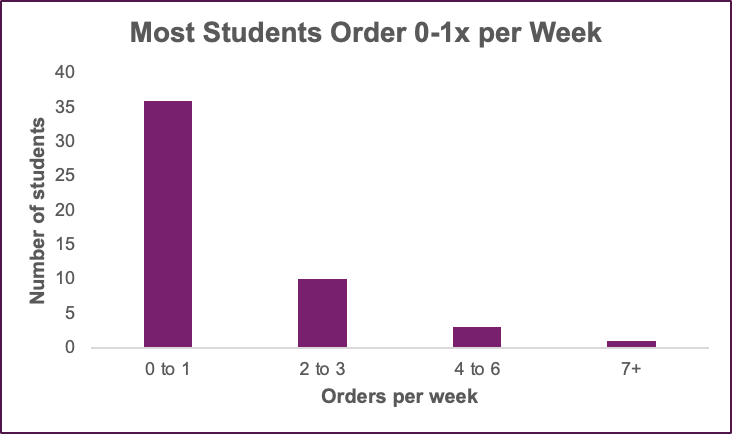 Most Students Order 0-1x per Week
Number of students
40
35
30
25
20
15
10
5
0
0 to 1 2 to 3 4 to 6 7+
Orders per week